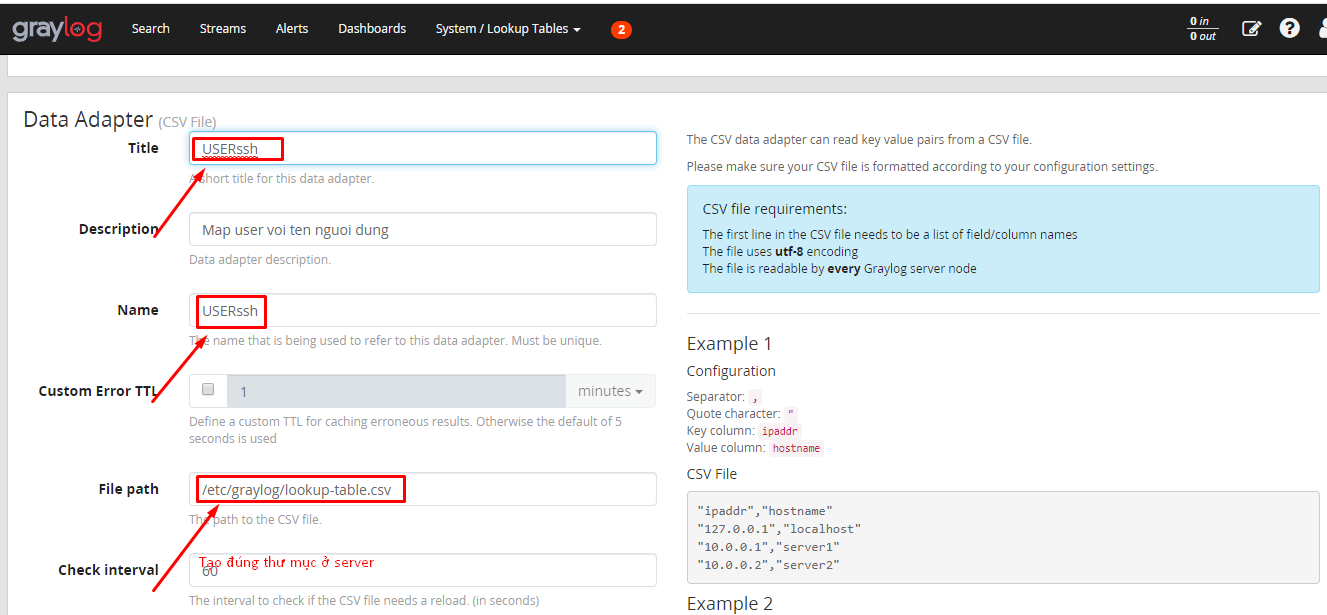 graylog
Search
Streams
Alerts
Dashboards
System / Lookup Tables
2
0 in
0 out
Data Adapter (CSV File)
Title
USERssh
A short title for this data adapter.
Description
Map user voi ten nguoi dung
Data adapter description.
Name
USERssh
The name that is being used to refer to this data adapter. Must be unique.
Custom Error TTL
1
minutes
Define a custom TTL for caching erroneous results. Otherwise the default of 5
seconds is used
File path
/etc/graylog/lookup-table.csv
The path to the CSV file.
Tạo đúng thư mục ở server
Check interval
60
The interval to check if the CSV file needs a reload. (in seconds)
The CSV data adapter can read key value pairs from a CSV file.
Please make sure your CSV file is formatted according to your configuration settings.
CSV file requirements:
The first line in the CSV file needs to be a list of field/column names
The file uses utf-8 encoding
The file is readable by every Graylog server node
Example 1
Configuration
Separator: ,
Quote character: "
Key column: ipaddr
Value column: hostname
CSV File
"ipaddr","hostname"
"127.0.0.1","localhost"
"10.0.0.1","server1"
"10.0.0.2","server2"
Example 2